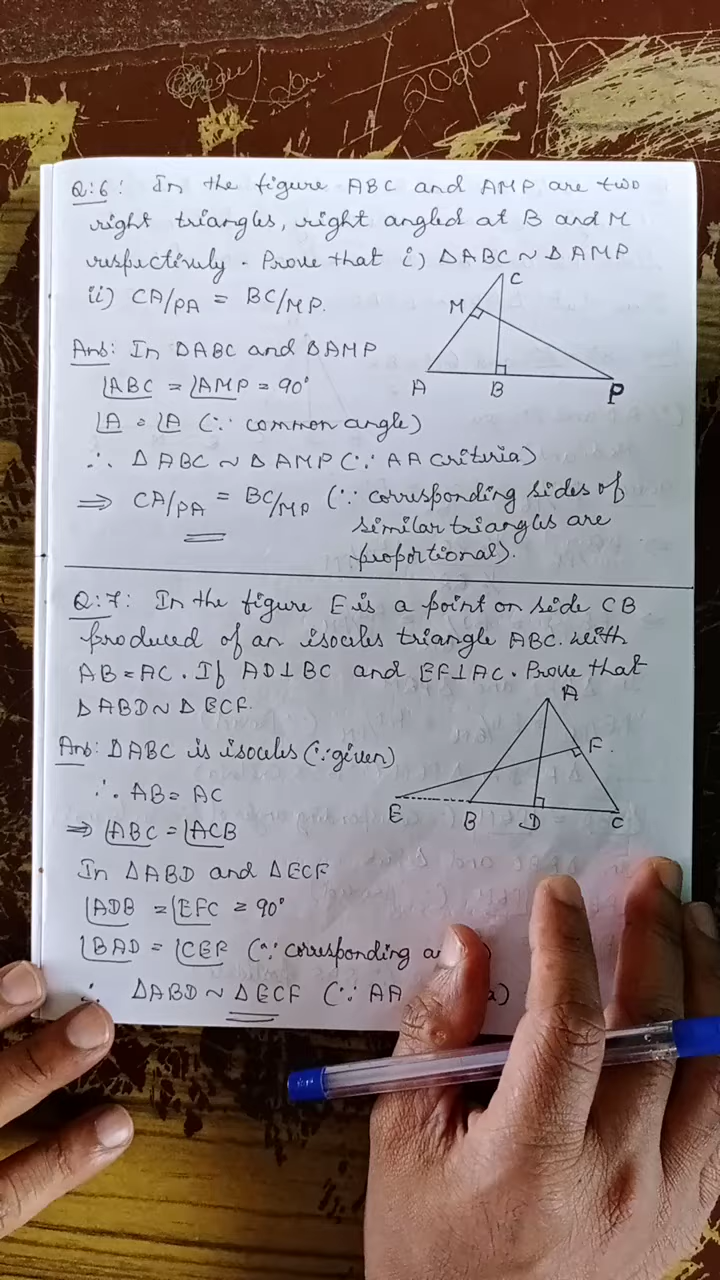 2020
Q:6: In the figure ABC and AMP are two
right triangles, right angled at B and M
respectively. Prove that i) ΔABC ~ ΔAMP
ii) CA/PA = BC/MP.
C
M
A B P
Ans: In ΔABC and ΔAMP
∠ABC = ∠AMP = 90°
∠A = ∠A (∵ common angle)
∴ ΔABC ~ ΔAMP (∵ AA criteria)
⇒ CA/PA = BC/MP (∵ corresponding sides of
similar triangles are
proportional).
Q:7: In the figure E is a point on side CB
produced of an isoceles triangle ABC. with
AB = AC. If AD⊥BC and EF⊥AC. Prove that
ΔABD ~ ΔECF.
A
F
E B D C
Ans: ΔABC is isoceles (∵ given)
∴ AB = AC
⇒ ∠ABC = ∠ACB
In ΔABD and ΔECF
∠ADB = ∠EFC = 90°
∠BAD = ∠CEF (∵ corresponding
∴ ΔABD ~ ΔECF (∵ AA